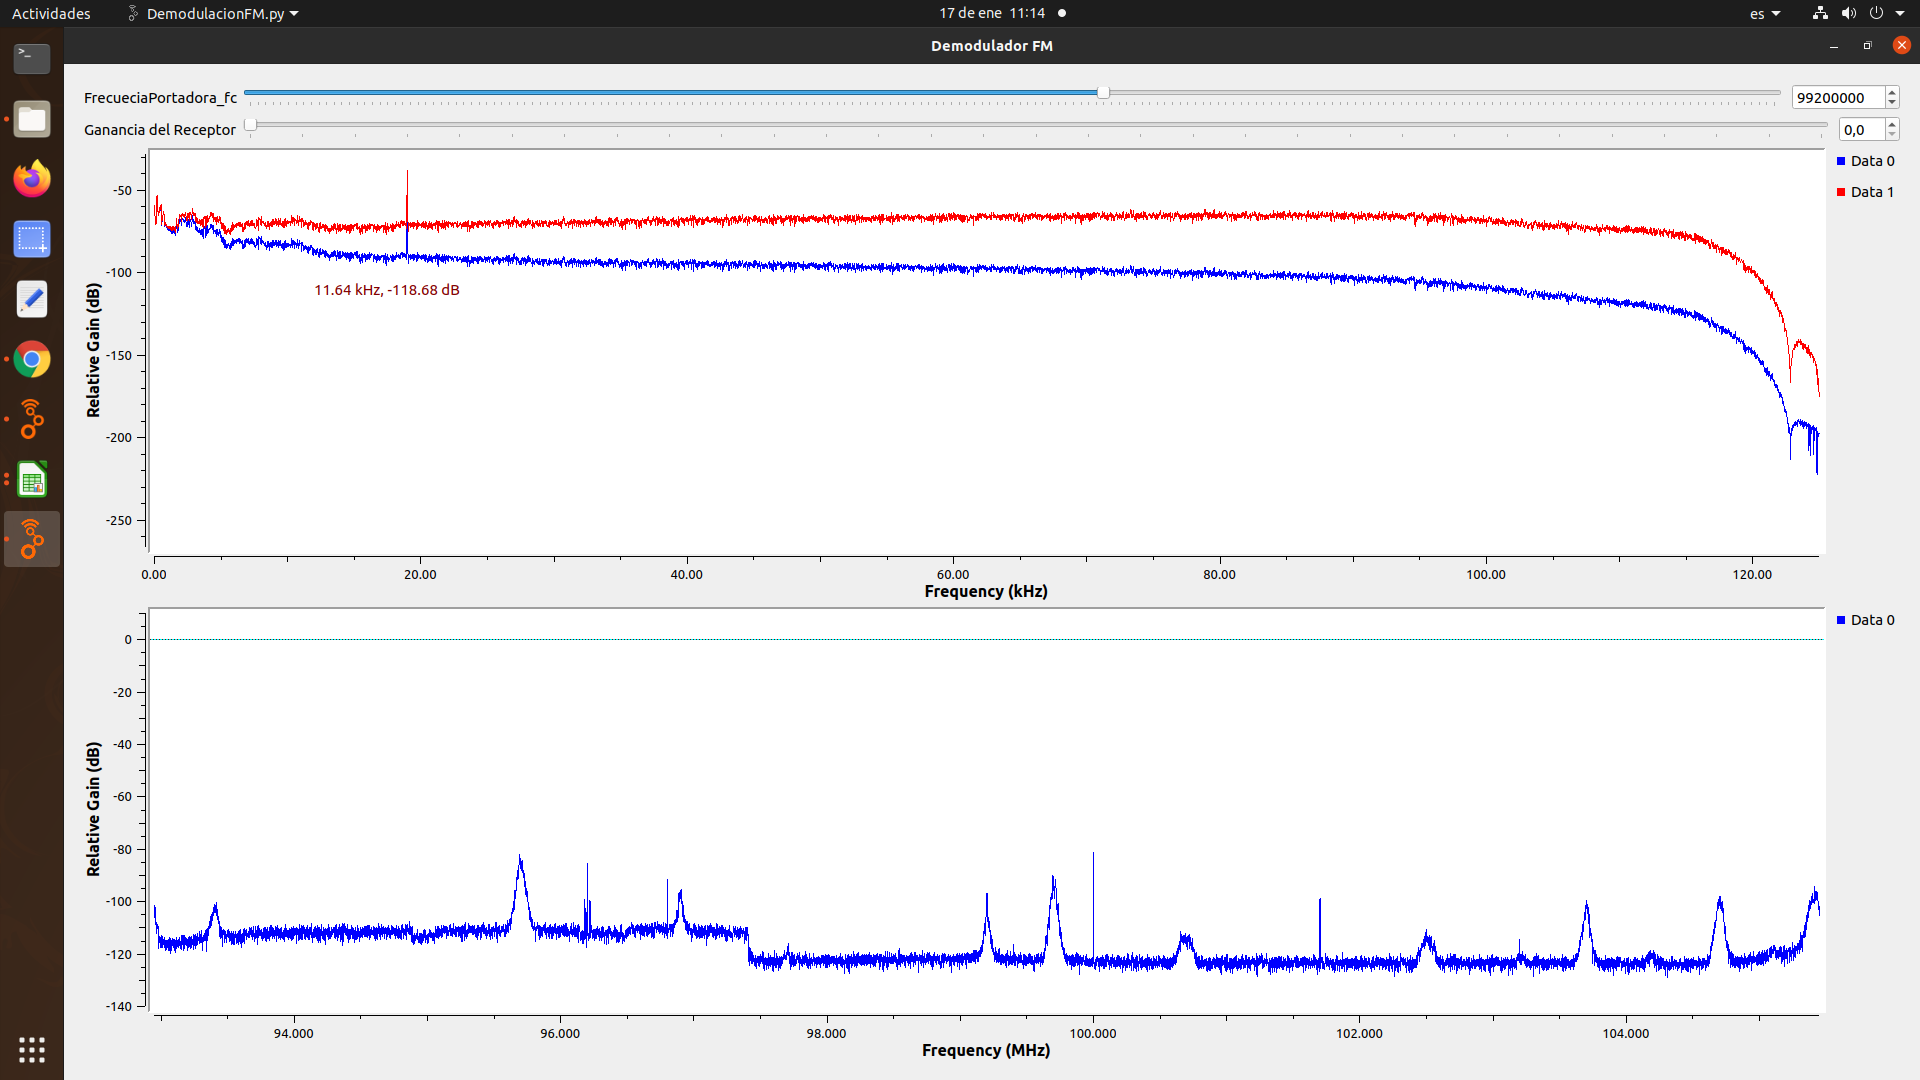 Actividades DemodulacionFM.py 17 de ene 11:14 es
Demodulador FM
FrecueciaPortadora_fc 99200000
Ganancia del Receptor 0,0
Data 0
Data 1
-50
-100
-150
-200
-250
Relative Gain (dB)
11.64 kHz, -118.68 dB
0.00 20.00 40.00 60.00 80.00 100.00 120.00
Frequency (kHz)
Data 0
0
-20
-40
-60
-80
-100
-120
-140
Relative Gain (dB)
94.000 96.000 98.000 100.000 102.000 104.000
Frequency (MHz)